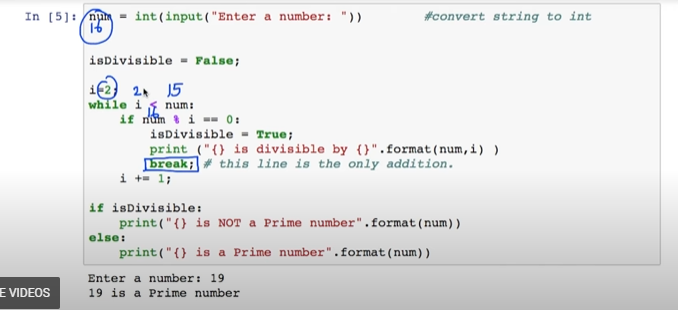 In [5]: num = int(input("Enter a number: ")) #convert string to int
16
isDivisible = False;
i=2; 2 15
while i < num:
16
if num % i == 0:
isDivisible = True;
print ("{} is divisible by {}".format(num,i) )
break; # this line is the only addition.
i += 1;
if isDivisible:
print("{} is NOT a Prime number".format(num))
else:
print("{} is a Prime number".format(num))
Enter a number: 19
19 is a Prime number
E VIDEOS